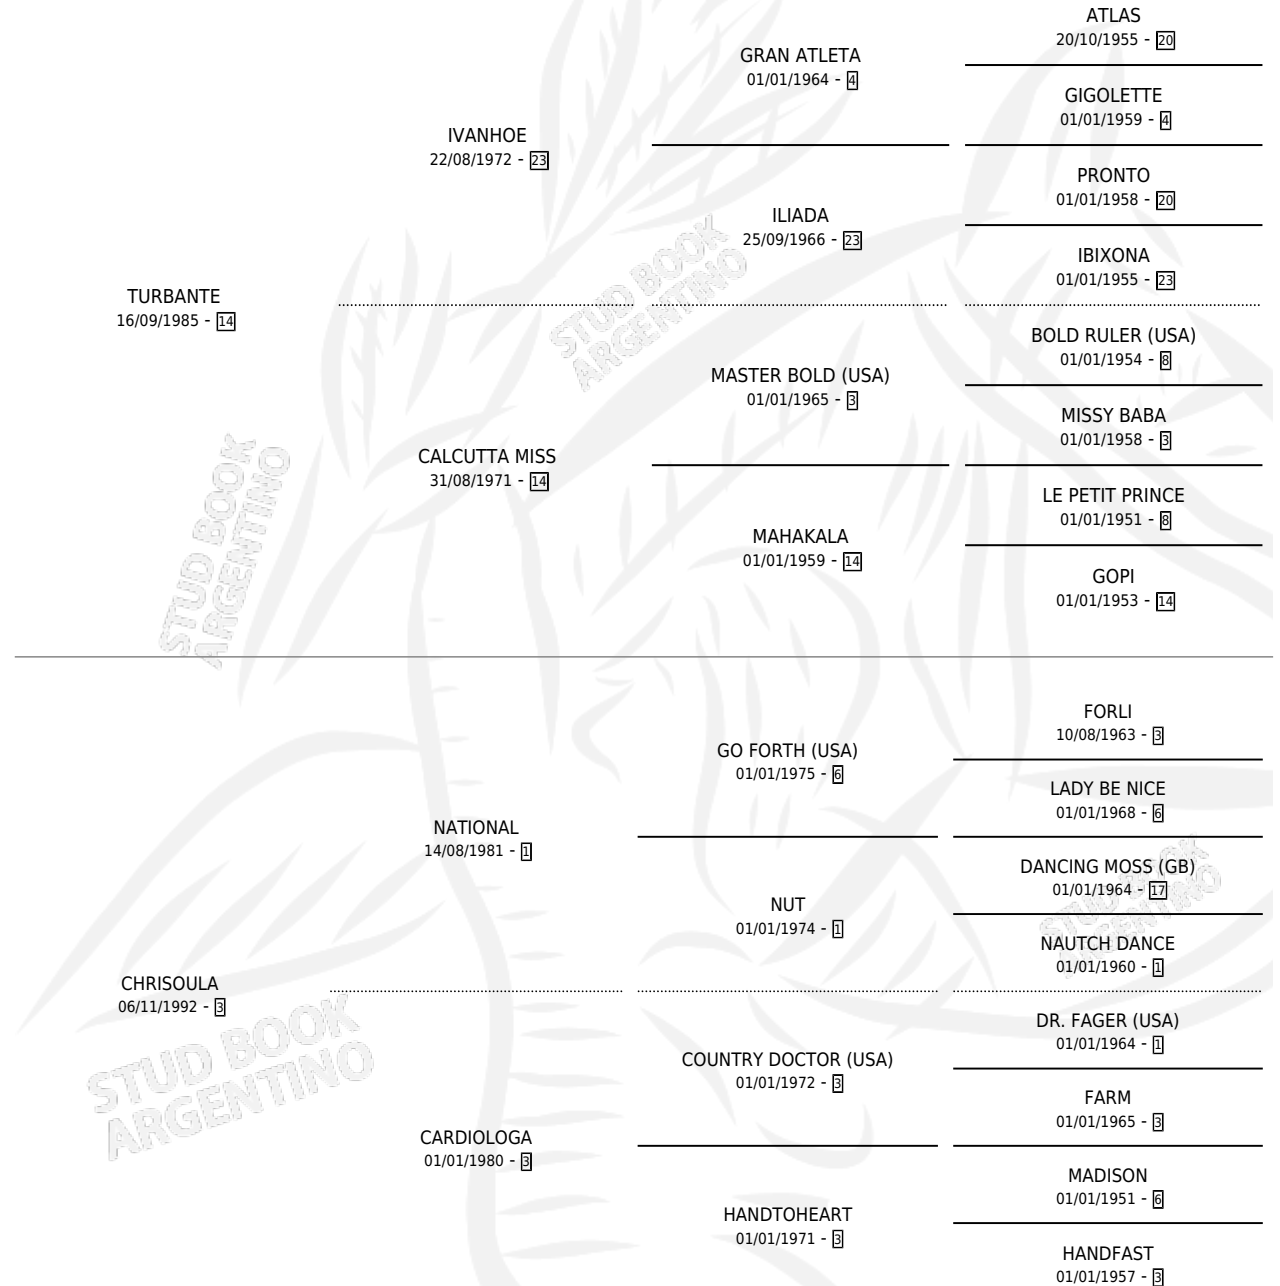 ATLAS
20/10/1955 - 20
GRAN ATLETA
01/01/1964 - 4
GIGOLETTE
01/01/1959 - 4
IVANHOE
22/08/1972 - 23
PRONTO
01/01/1958 - 20
ILIADA
25/09/1966 - 23
IBIXONA
01/01/1955 - 23
TURBANTE
16/09/1985 - 14
BOLD RULER (USA)
01/01/1954 - 8
MASTER BOLD (USA)
01/01/1965 - 3
MISSY BABA
01/01/1958 - 3
CALCUTTA MISS
31/08/1971 - 14
LE PETIT PRINCE
01/01/1951 - 8
MAHAKALA
01/01/1959 - 14
GOPI
01/01/1953 - 14
STUD BOOK
ARGENTINO
STUD BOOK
ARGENTINO
FORLI
10/08/1963 - 3
GO FORTH (USA)
01/01/1975 - 6
LADY BE NICE
01/01/1968 - 6
NATIONAL
14/08/1981 - 1
DANCING MOSS (GB)
01/01/1964 - 17
NUT
01/01/1974 - 1
NAUTCH DANCE
01/01/1960 - 1
STUD BOOK
ARGENTINO
CHRISOULA
06/11/1992 - 3
DR. FAGER (USA)
01/01/1964 - 1
COUNTRY DOCTOR (USA)
01/01/1972 - 3
FARM
01/01/1965 - 3
CARDIOLOGA
01/01/1980 - 3
MADISON
01/01/1951 - 6
HANDTOHEART
01/01/1971 - 3
HANDFAST
01/01/1957 - 3
STUD BOOK
ARGENTINO